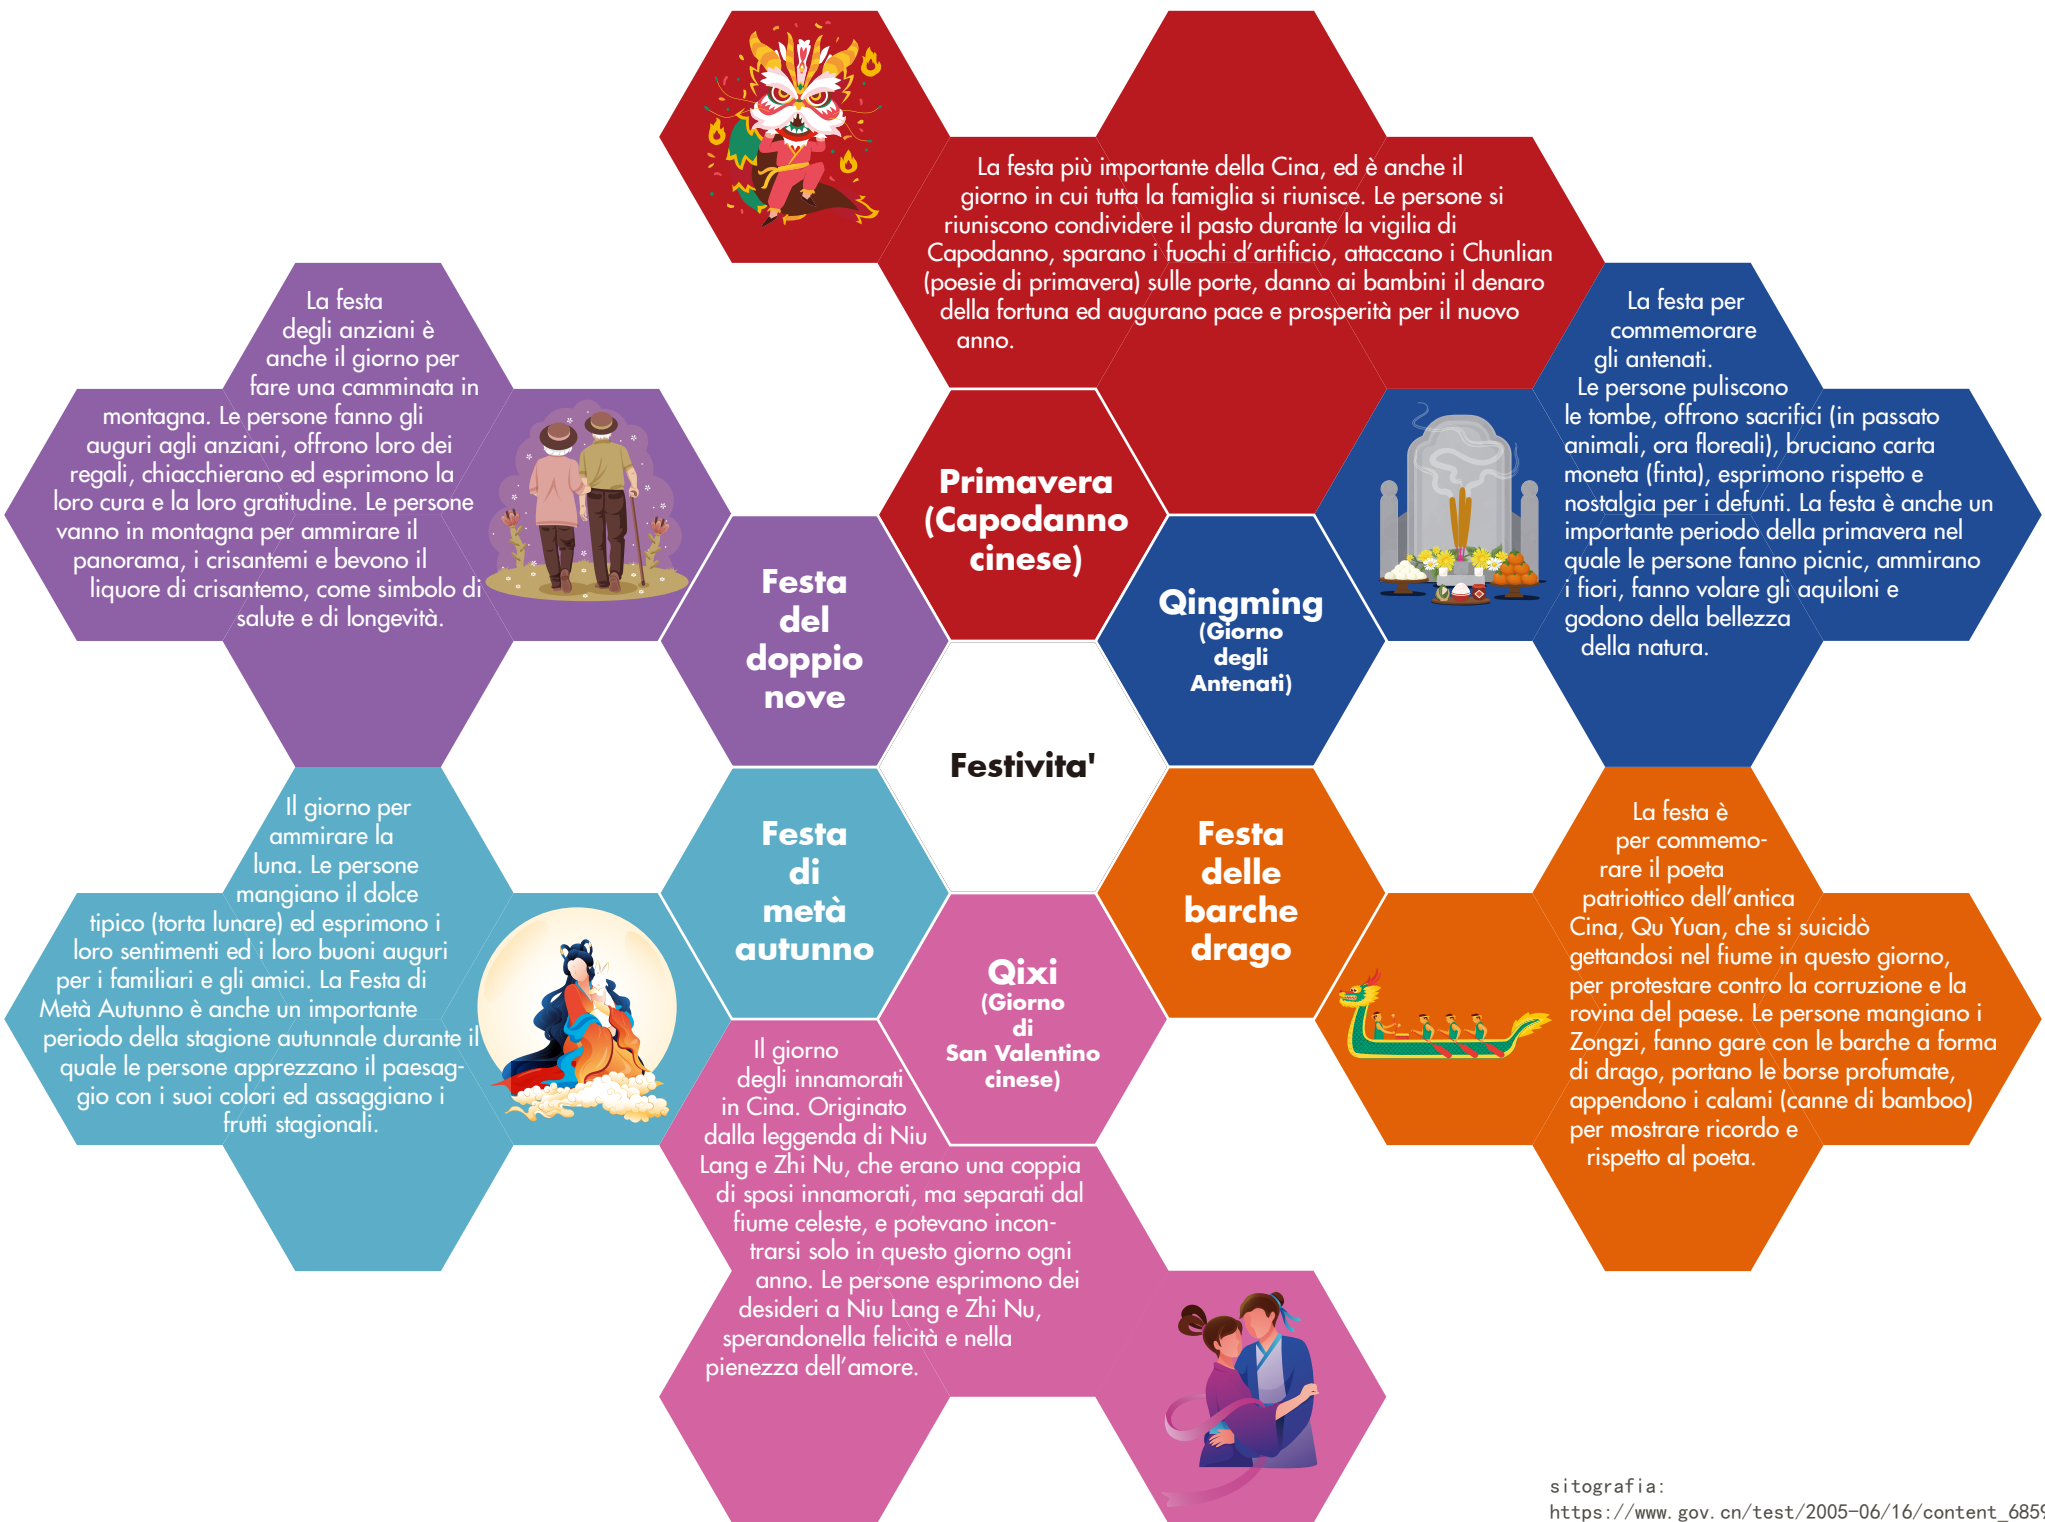 La festa più importante della Cina, ed è anche il
giorno in cui tutta la famiglia si riunisce. Le persone si
riuniscono condividere il pasto durante la vigilia di
Capodanno, sparano i fuochi d'artificio, attaccano i Chunlian
(poesie di primavera) sulle porte, danno ai bambini il denaro
della fortuna ed augurano pace e prosperità per il nuovo
anno.
Primavera
(Capodanno
cinese)
La festa per
commemorare
gli antenati.
Le persone puliscono
le tombe, offrono sacrifici (in passato
animali, ora floreali), bruciano carta
moneta (finta), esprimono rispetto e
nostalgia per i defunti. La festa è anche un
importante periodo della primavera nel
quale le persone fanno picnic, ammirano
i fiori, fanno volare gli aquiloni e
godono della bellezza
della natura.
Qingming
(Giorno
degli
Antenati)
La festa
degli anziani è
anche il giorno per
fare una camminata in
montagna. Le persone fanno gli
auguri agli anziani, offrono loro dei
regali, chiacchierano ed esprimono la
loro cura e la loro gratitudine. Le persone
vanno in montagna per ammirare il
panorama, i crisantemi e bevono il
liquore di crisantemo, come simbolo di
salute e di longevità.
Festa
del
doppio
nove
Festivita'
Il giorno per
ammirare la
luna. Le persone
mangiano il dolce
tipico (torta lunare) ed esprimono i
loro sentimenti ed i loro buoni auguri
per i familiari e gli amici. La Festa di
Metà Autunno è anche un importante
periodo della stagione autunnale durante il
quale le persone apprezzano il paesag-
gio con i suoi colori ed assaggiano i
frutti stagionali.
Festa
di
metà
autunno
Festa
delle
barche
drago
La festa è
per commemo-
rare il poeta
patriottico dell'antica
Cina, Qu Yuan, che si suicidò
gettandosi nel fiume in questo giorno,
per protestare contro la corruzione e la
rovina del paese. Le persone mangiano i
Zongzi, fanno gare con le barche a forma
di drago, portano le borse profumate,
appendono i calami (canne di bamboo)
per mostrare ricordo e
rispetto al poeta.
Qixi
(Giorno
di
San Valentino
cinese)
Il giorno
degli innamorati
in Cina. Originato
dalla leggenda di Niu
Lang e Zhi Nu, che erano una coppia
di sposi innamorati, ma separati dal
fiume celeste, e potevano incon-
trarsi solo in questo giorno ogni
anno. Le persone esprimono dei
desideri a Niu Lang e Zhi Nu,
sperandonella felicità e nella
pienezza dell'amore.
sitografia:
https://www.gov.cn/test/2005-06/16/content_6859